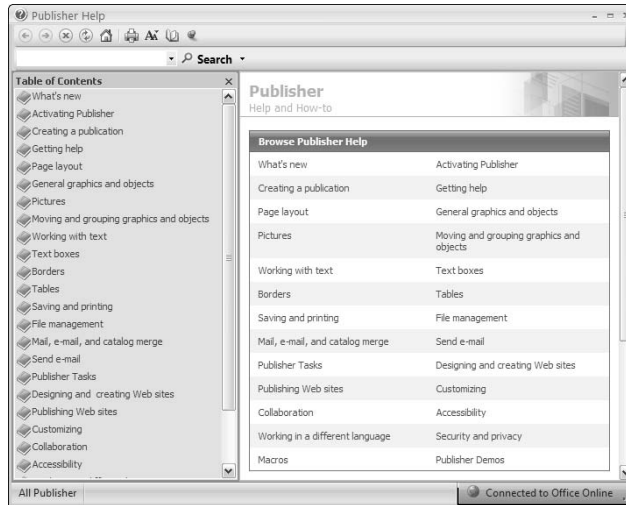 Publisher Help
Search
Table of Contents
What's new
Activating Publisher
Creating a publication
Getting help
Page layout
General graphics and objects
Pictures
Moving and grouping graphics and objects
Working with text
Text boxes
Borders
Tables
Saving and printing
File management
Mail, e-mail, and catalog merge
Send e-mail
Publisher Tasks
Designing and creating Web sites
Publishing Web sites
Customizing
Collaboration
Accessibility
Publisher
Help and How-to
Browse Publisher Help
What's new Activating Publisher
Creating a publication Getting help
Page layout General graphics and objects
Pictures Moving and grouping graphics and
objects
Working with text Text boxes
Borders Tables
Saving and printing File management
Mail, e-mail, and catalog merge Send e-mail
Publisher Tasks Designing and creating Web sites
Publishing Web sites Customizing
Collaboration Accessibility
Working in a different language Security and privacy
Macros Publisher Demos
All Publisher Connected to Office Online